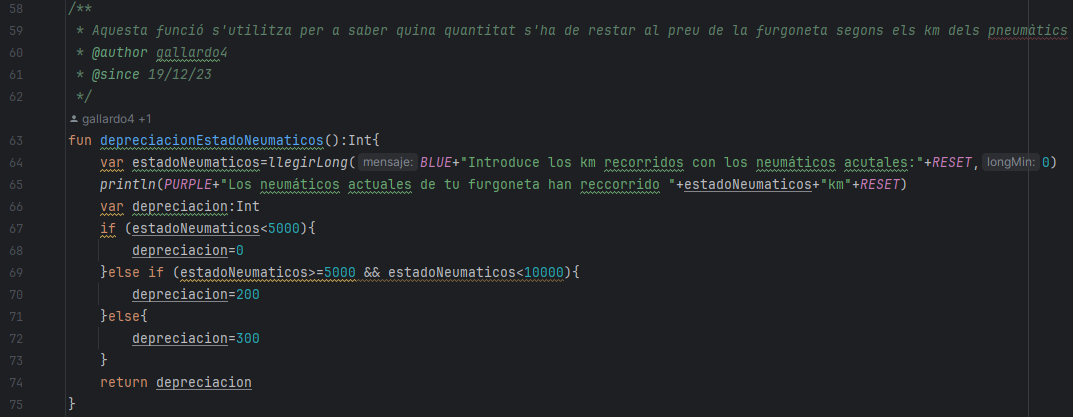 58 /**
59 * Aquesta funció s'utilitza per a saber quina quantitat s'ha de restar al preu de la furgoneta segons els km dels pneumàtics
60 * @author gallardo4
61 * @since 19/12/23
62 */
gallardo4 +1
63 fun depreciacionEstadoNeumaticos():Int{
64 var estadoNeumaticos=llegirLong( mensaje: BLUE+"Introduce los km recorridos con los neumáticos acutales:"+RESET, longMin: 0)
65 println(PURPLE+"Los neumáticos actuales de tu furgoneta han reccorrido "+estadoNeumaticos+"km"+RESET)
66 var depreciacion:Int
67 if (estadoNeumaticos<5000){
68 depreciacion=0
69 }else if (estadoNeumaticos>=5000 && estadoNeumaticos<10000){
70 depreciacion=200
71 }else{
72 depreciacion=300
73 }
74 return depreciacion
75 }